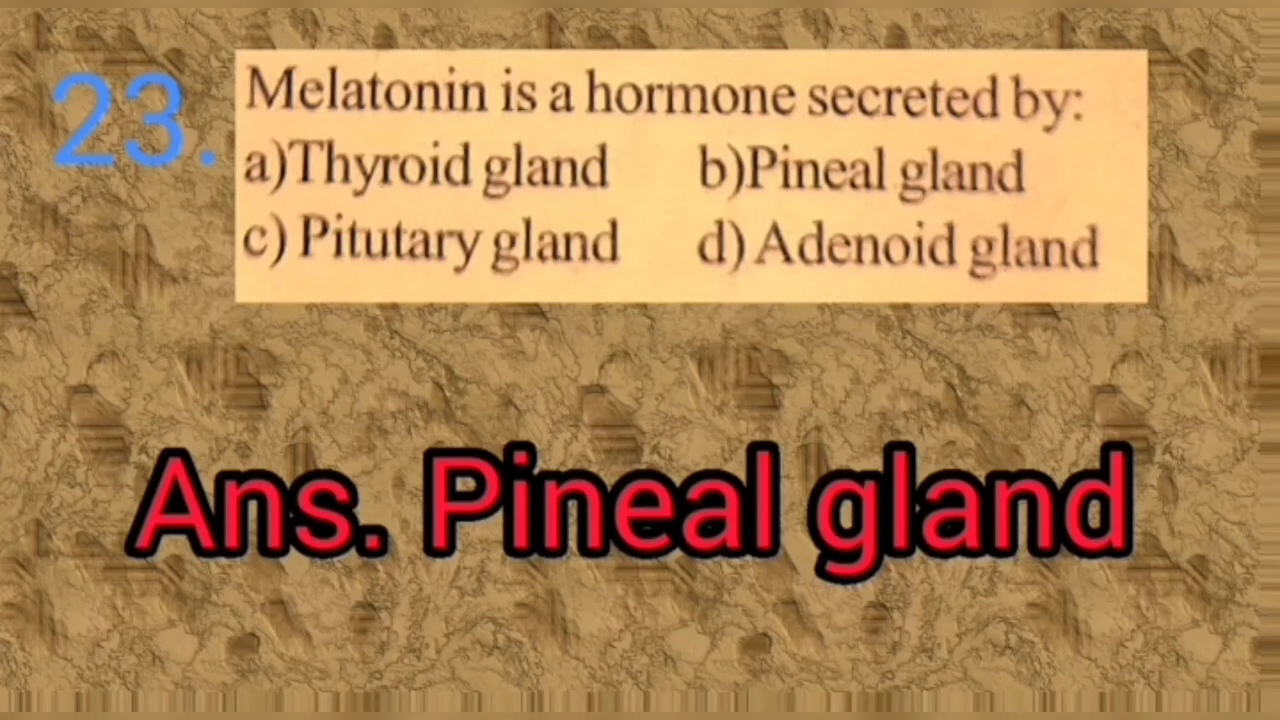 23.
Melatonin is a hormone secreted by:
a)Thyroid gland b)Pineal gland
c) Pitutary gland d) Adenoid gland
Ans. Pineal gland